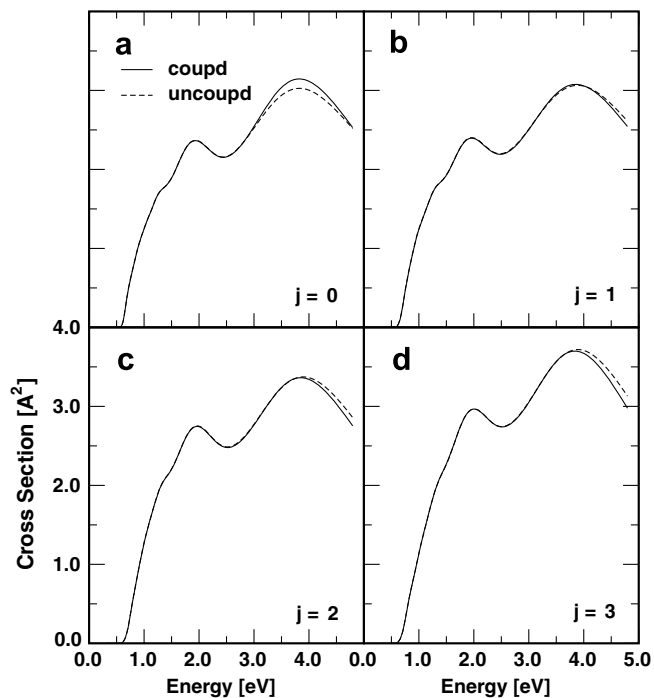 a
b
coupd
uncoupd
j = 0
j = 1
4.0
c
d
3.0
2.0
1.0
0.0
Cross Section [A²]
j = 2
j = 3
0.0 1.0 2.0 3.0 4.0 0.0 1.0 2.0 3.0 4.0 5.0
Energy [eV]
Energy [eV]